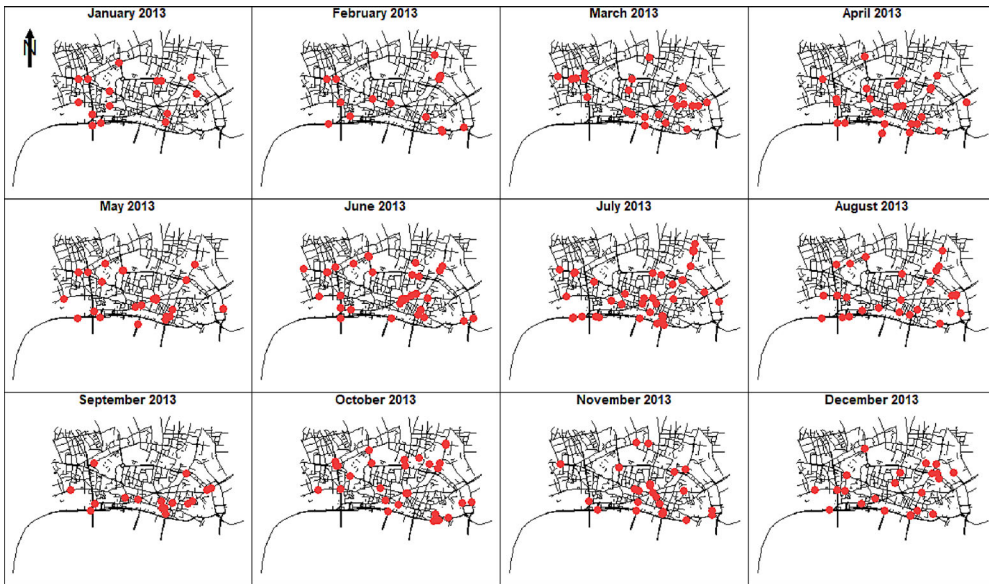 January 2013
February 2013
March 2013
April 2013
N
May 2013
June 2013
July 2013
August 2013
September 2013
October 2013
November 2013
December 2013